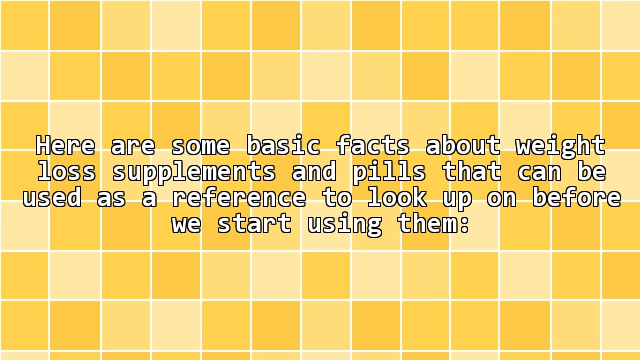 Here are some basic facts about weight
loss supplements and pills that can be
used as a reference to look up on before
we start using them: